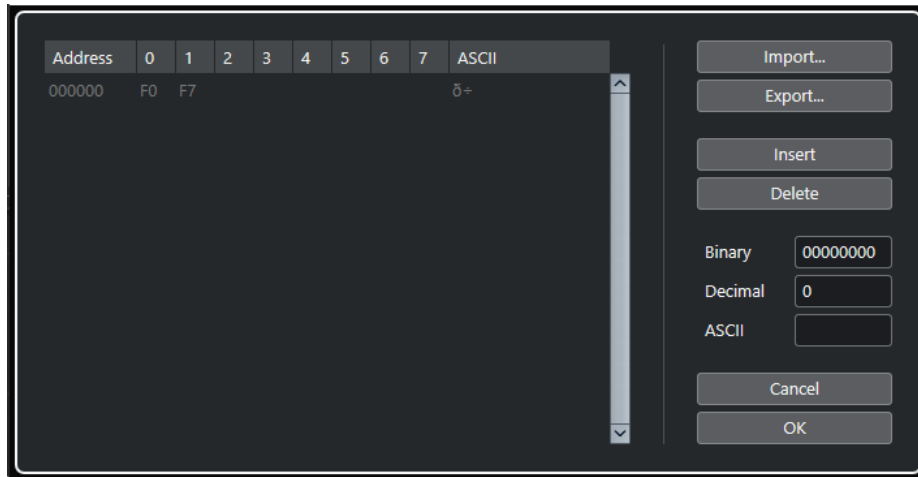 Address 0 1 2 3 4 5 6 7 ASCII
000000 F0 F7 ð÷
Import...
Export...
Insert
Delete
Binary 00000000
Decimal 0
ASCII
Cancel
OK